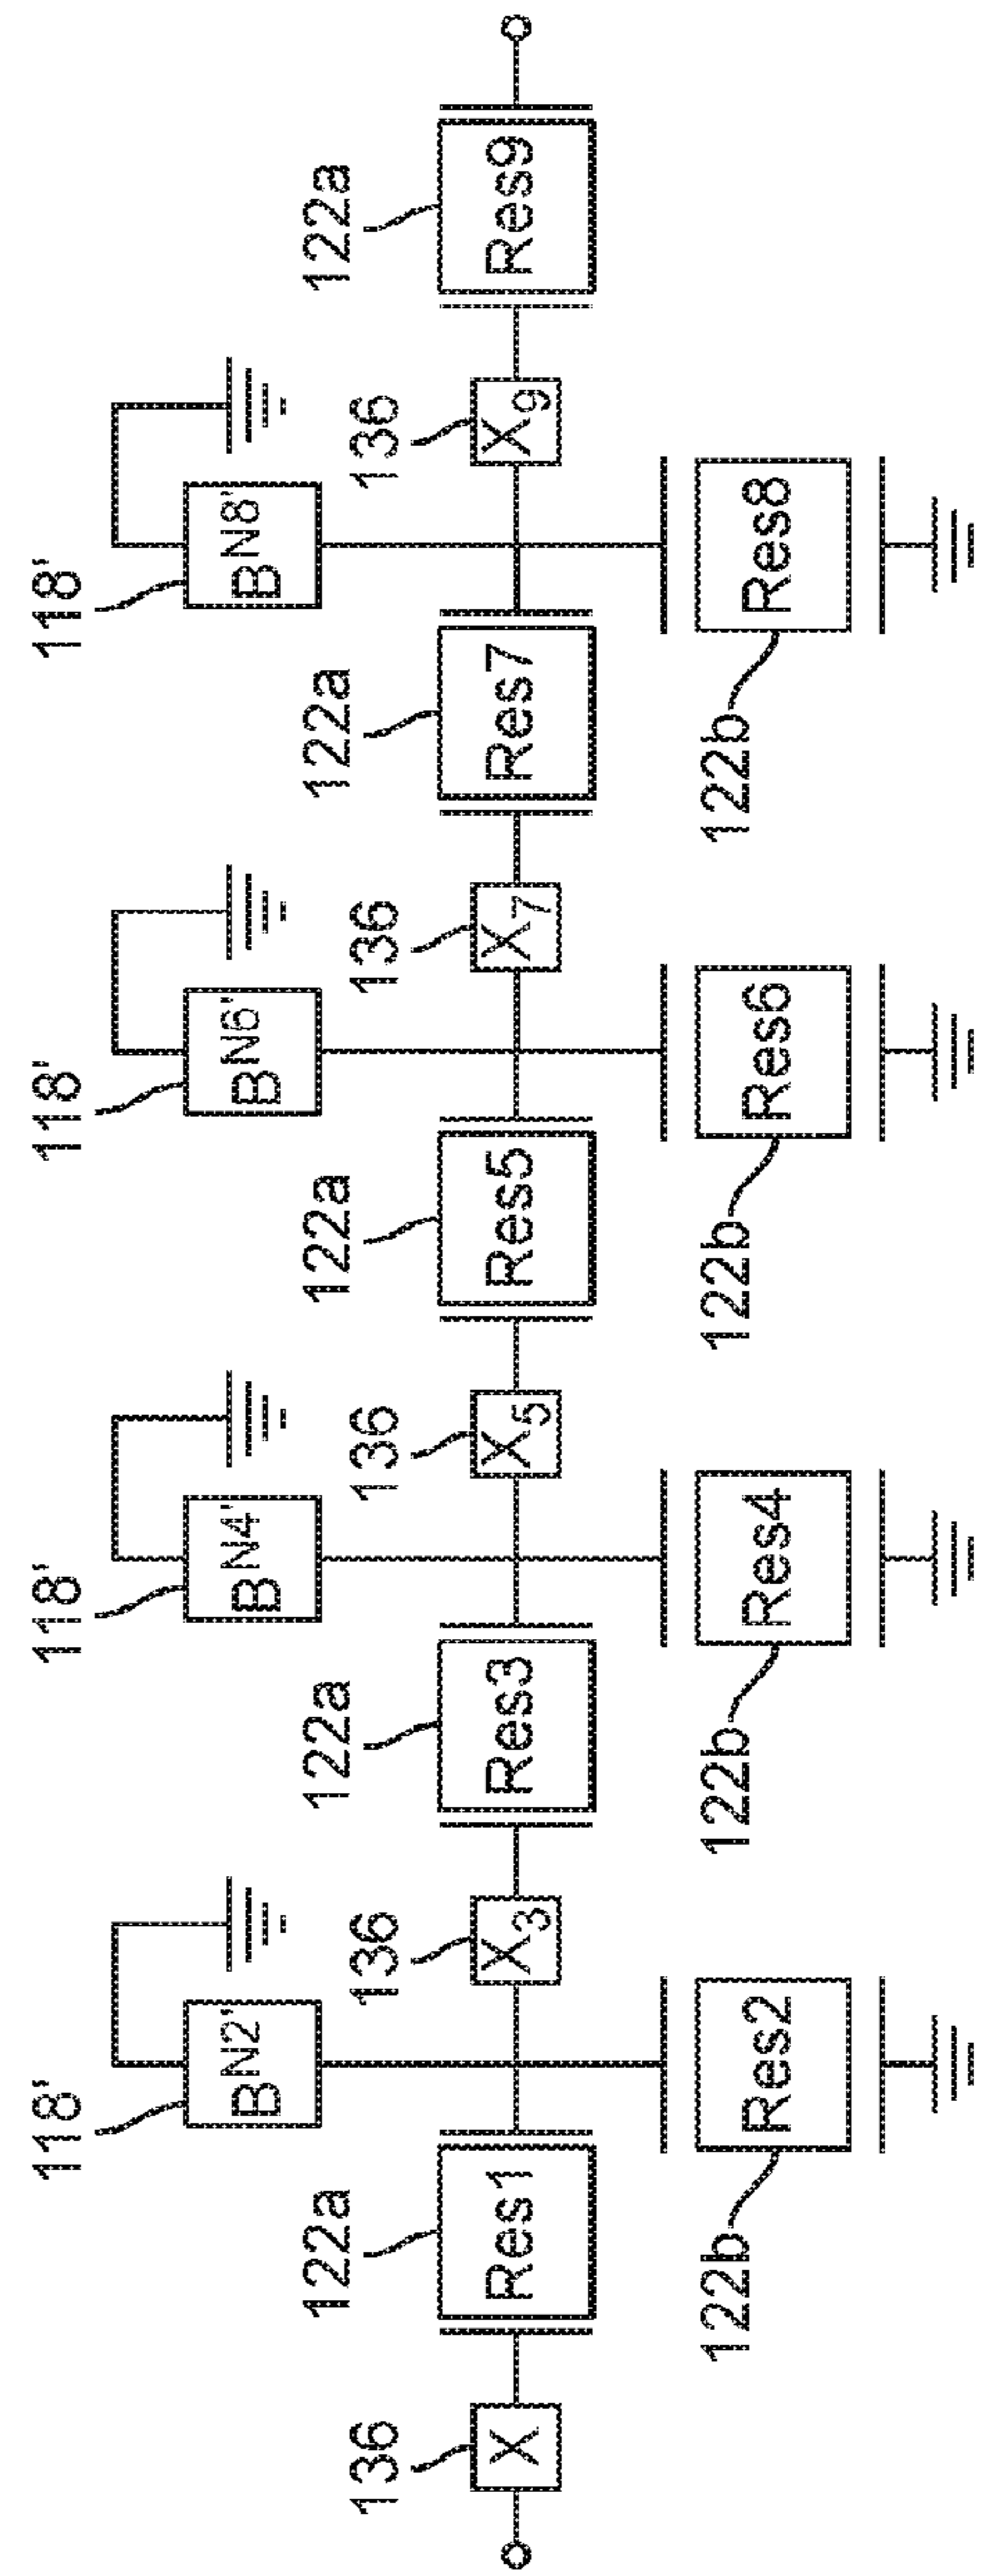 118' 118' 118' 118'
B^N2' B^N4' B^N6' B^N8'
136 122a 136 122a 136 122a 136 122a 136 122a
X Res1 X₃ Res3 X₅ Res5 X₇ Res7 X₉ Res9
Res2 Res4 Res6 Res8
122b 122b 122b 122b